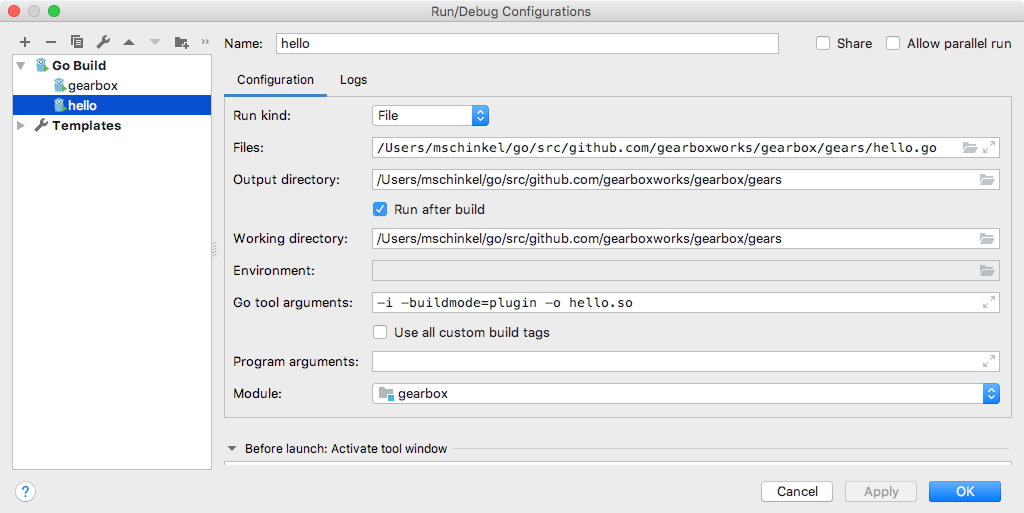 Run/Debug Configurations
Name: hello
Share
Allow parallel run
Go Build
gearbox
hello
Templates
Configuration
Logs
Run kind: File
Files: /Users/mschinkel/go/src/github.com/gearboxworks/gearbox/gears/hello.go
Output directory: /Users/mschinkel/go/src/github.com/gearboxworks/gearbox/gears
Run after build
Working directory: /Users/mschinkel/go/src/github.com/gearboxworks/gearbox/gears
Environment:
Go tool arguments: -i -buildmode=plugin -o hello.so
Use all custom build tags
Program arguments:
Module: gearbox
Before launch: Activate tool window
?
Cancel
Apply
OK